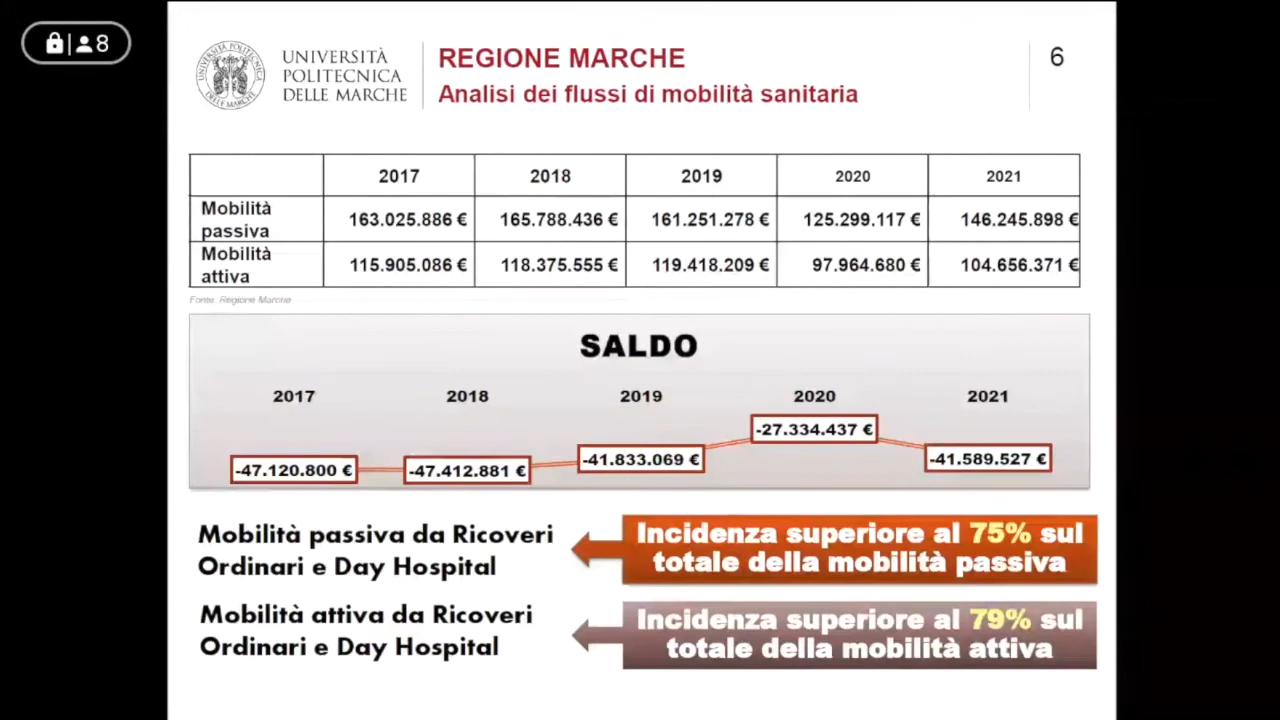 8
UNIVERSITÀ
POLITECNICA
DELLE MARCHE
REGIONE MARCHE
Analisi dei flussi di mobilità sanitaria
6
2017 2018 2019 2020 2021
Mobilità
passiva
163.025.886 € 165.788.436 € 161.251.278 € 125.299.117 € 146.245.898 €
Mobilità
attiva
115.905.086 € 118.375.555 € 119.418.209 € 97.964.680 € 104.656.371 €
Fonte: Regione Marche
SALDO
2017 2018 2019 2020 2021
-47.120.800 € -47.412.881 € -41.833.069 € -27.334.437 € -41.589.527 €
Mobilità passiva da Ricoveri
Ordinari e Day Hospital
Incidenza superiore al 75% sul
totale della mobilità passiva
Mobilità attiva da Ricoveri
Ordinari e Day Hospital
Incidenza superiore al 79% sul
totale della mobilità attiva